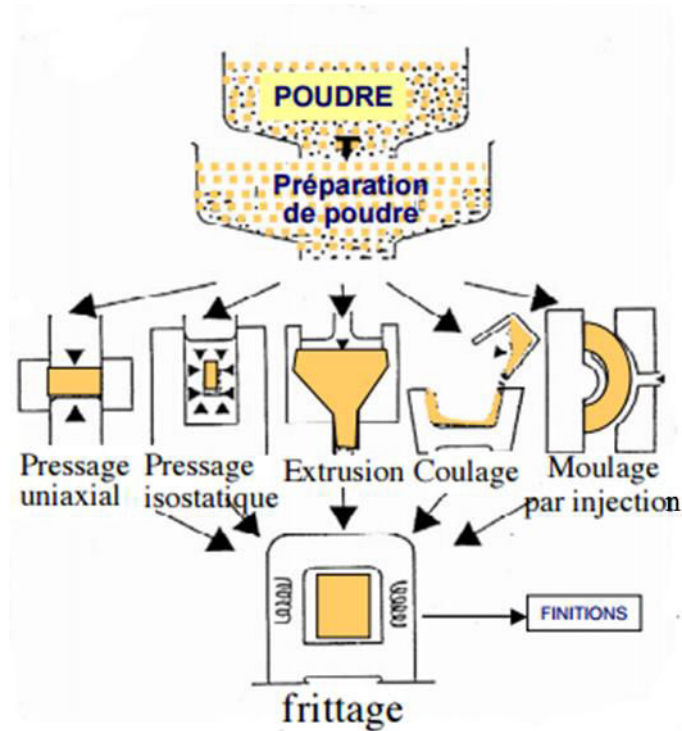 POUDRE
Préparation
de poudre
Pressage
uniaxial
Pressage
isostatique
Extrusion
Coulage
Moulage
par injection
FINITIONS
frittage